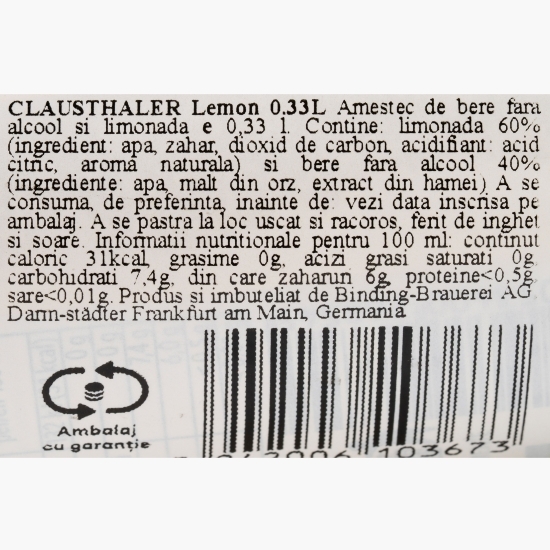 CLAUSTHALER Lemon 0.33L Amestec de bere fara
alcool si limonada e 0,33 l. Contine: limonada 60%
(ingredient: apa, zahar, dioxid de carbon, acidifiant: acid
citric, aroma naturala) si bere fara alcool 40%
(ingrediente: apa, malt din orz, extract din hamei) A se
consuma, de preferinta, inainte de: vezi data inscrisa pe
ambalaj. A se pastra la loc uscat si racoros, ferit de inghet
si soare. Informatii nutritionale pentru 100 ml: continut
caloric 31kcal, grasime 0g, acizi grasi saturati 0g,
carbohidrati 7,4g, din care zaharuri 6g, proteine<0,5g,
sare<0,01g. Produs si imbuteliat de Binding-Brauerei AG,
Darm-städter Frankfurt am Main, Germania
Ambalaj
cu garanție
103673